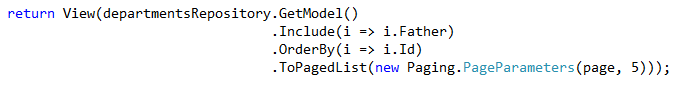 return View(departmentsRepository.GetModel()
.Include(i => i.Father)
.OrderBy(i => i.Id)
.ToPagedList(new Paging.PageParameters(page, 5)));